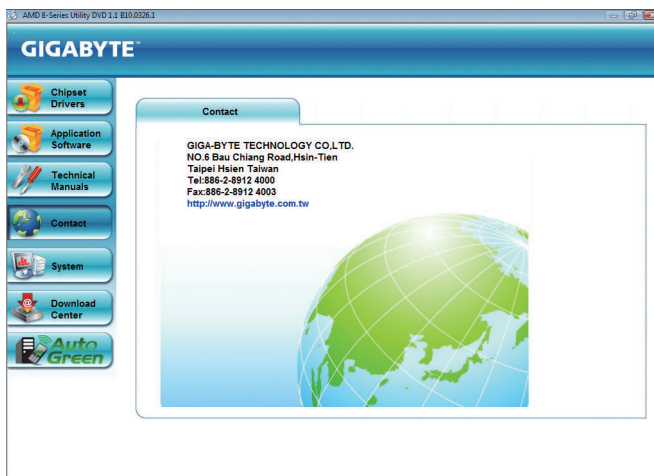 AMD 8-Series Utility DVD 1.1 B10.0326.1
GIGABYTE™
Chipset
Drivers
Application
Software
Technical
Manuals
Contact
System
Download
Center
Auto
Green
Contact
GIGA-BYTE TECHNOLOGY CO,LTD.
NO.6 Bau Chiang Road,Hsin-Tien
Taipei Hsien Taiwan
Tel:886-2-8912 4000
Fax:886-2-8912 4003
http://www.gigabyte.com.tw